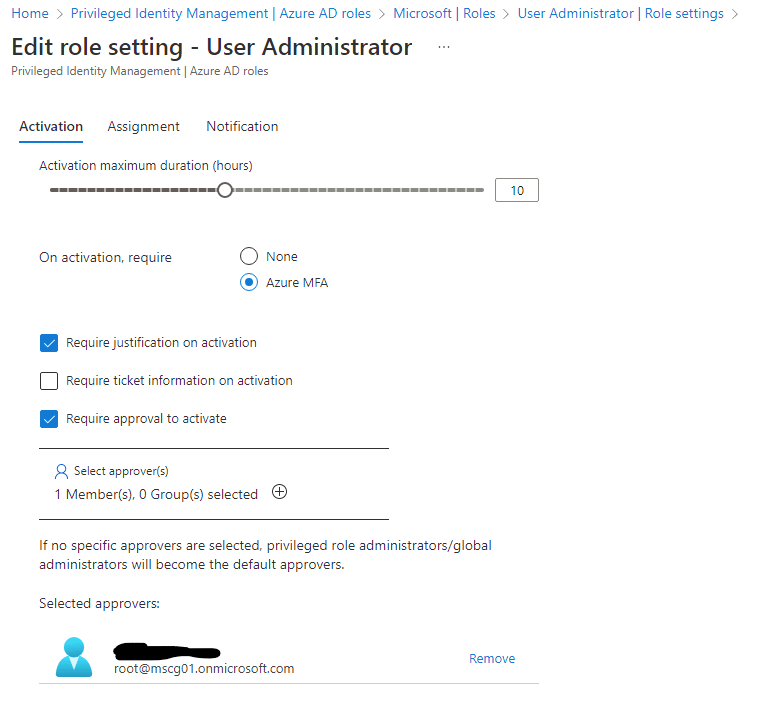 Home > Privileged Identity Management | Azure AD roles > Microsoft | Roles > User Administrator | Role settings >
Edit role setting - User Administrator ...
Privileged Identity Management | Azure AD roles
Activation Assignment Notification
Activation maximum duration (hours)
10
On activation, require
None
Azure MFA
Require justification on activation
Require ticket information on activation
Require approval to activate
Select approver(s)
1 Member(s), 0 Group(s) selected
If no specific approvers are selected, privileged role administrators/global
administrators will become the default approvers.
Selected approvers:
root@mscg01.onmicrosoft.com
Remove